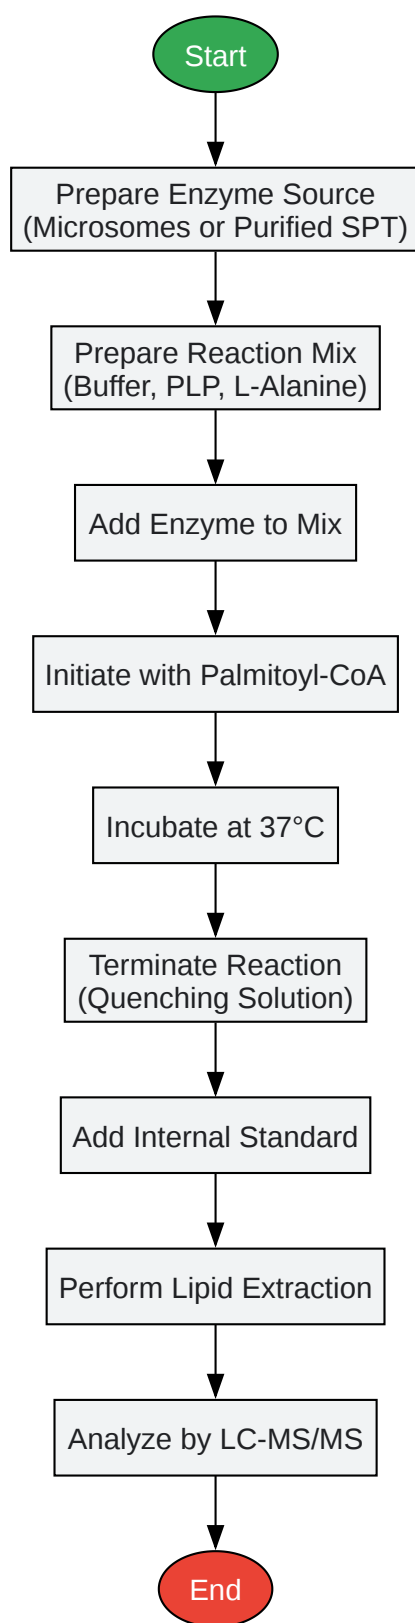 Start
Prepare Enzyme Source
(Microsomes or Purified SPT)
Prepare Reaction Mix
(Buffer, PLP, L-Alanine)
Add Enzyme to Mix
Initiate with Palmitoyl-CoA
Incubate at 37°C
Terminate Reaction
(Quenching Solution)
Add Internal Standard
Perform Lipid Extraction
Analyze by LC-MS/MS
End